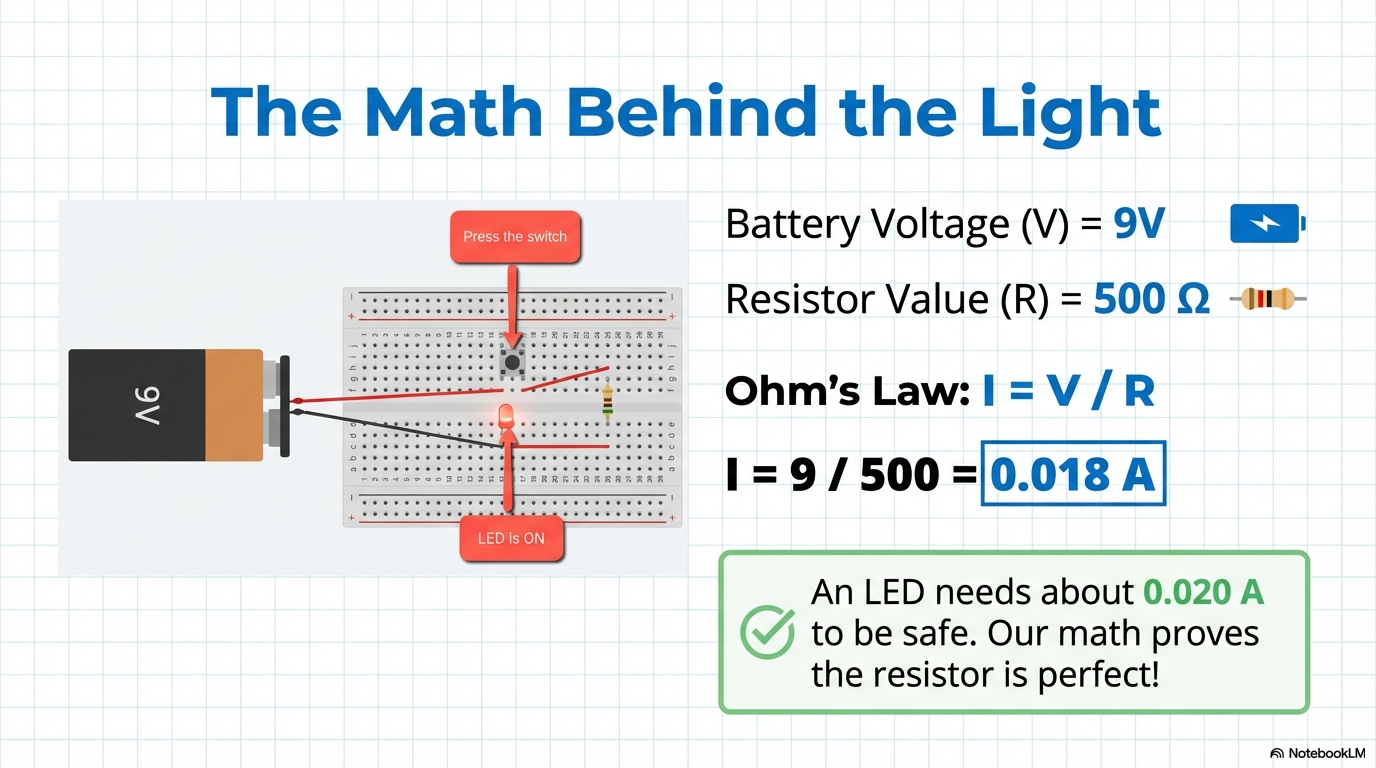 The Math Behind the Light
Press the switch
9V
LED is ON
Battery Voltage (V) = 9V
Resistor Value (R) = 500 Ω
Ohm's Law: I = V / R
I = 9 / 500 = 0.018 A
An LED needs about 0.020 A
to be safe. Our math proves
the resistor is perfect!
NotebookLM